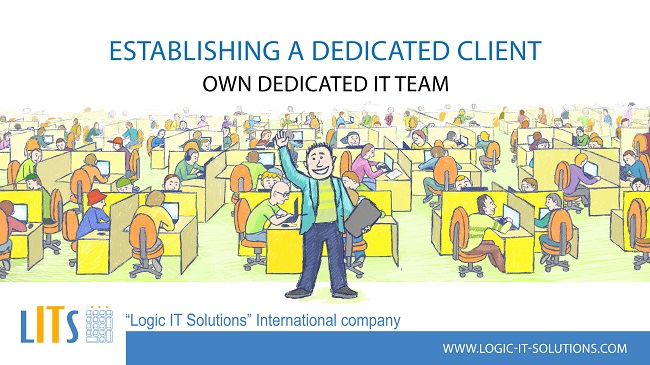 ESTABLISHING A DEDICATED CLIENT
OWN DEDICATED IT TEAM
LITS
“Logic IT Solutions” International company
WWW.LOGIC-IT-SOLUTIONS.COM